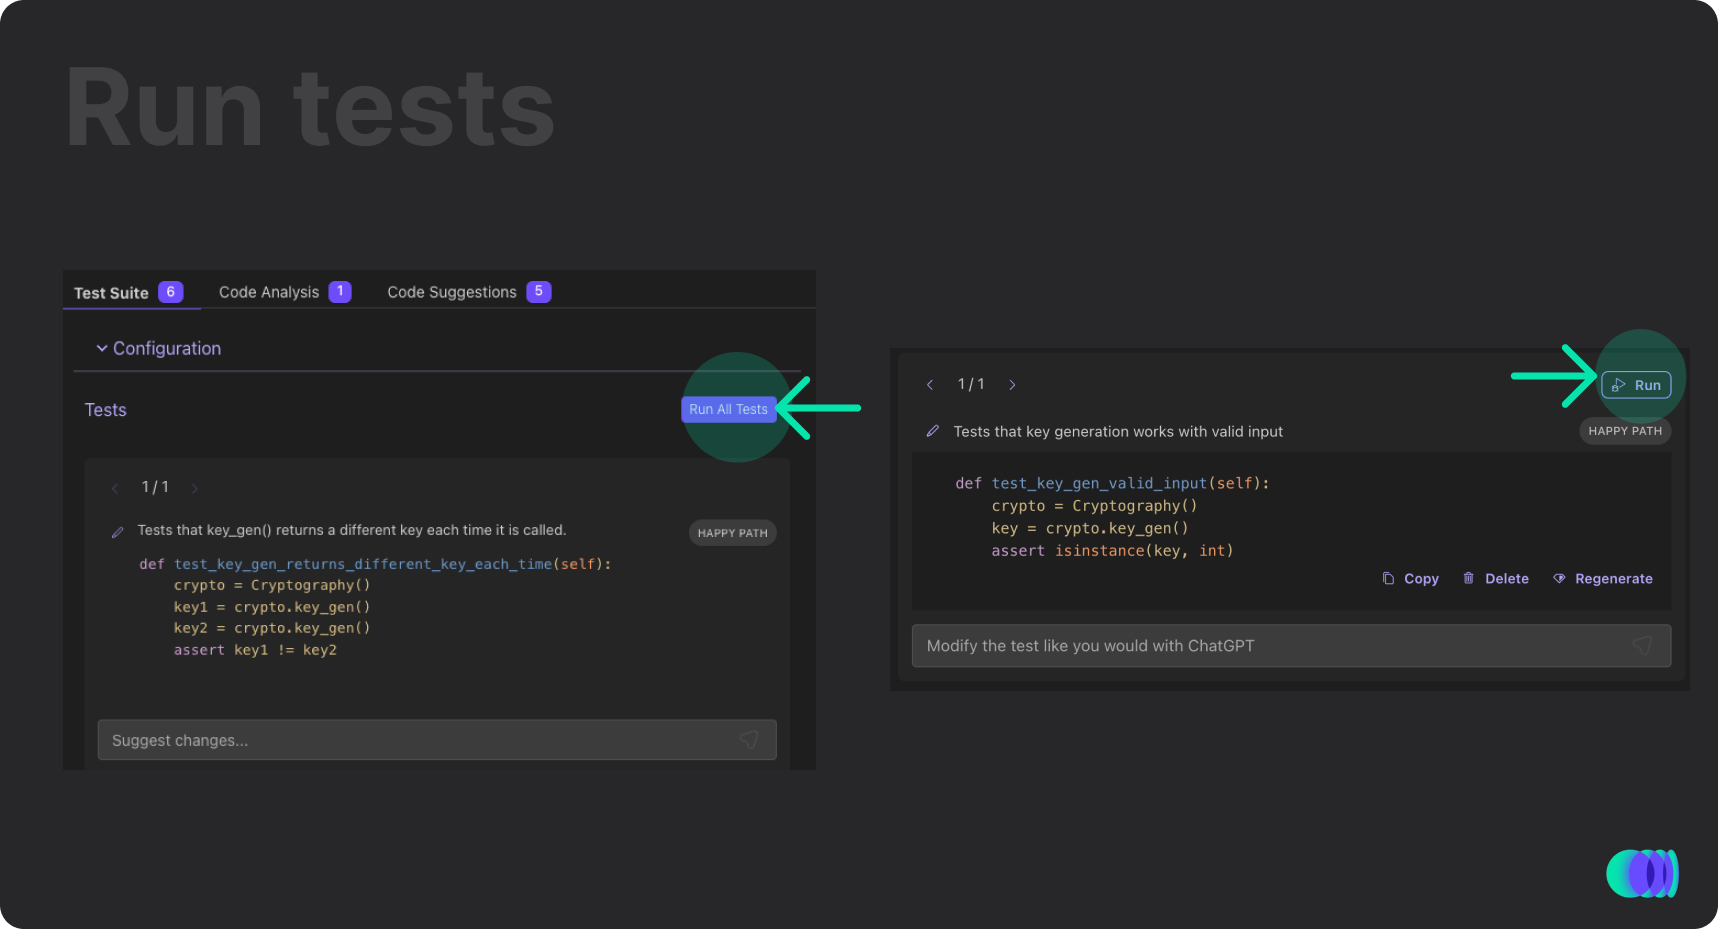 Run tests
Test Suite 6 Code Analysis 1 Code Suggestions 5
Configuration
Tests
Run All Tests
1 / 1
Tests that key_gen() returns a different key each time it is called.
HAPPY PATH
def test_key_gen_returns_different_key_each_time(self):
crypto = Cryptography()
key1 = crypto.key_gen()
key2 = crypto.key_gen()
assert key1 != key2
Suggest changes...
1 / 1
Run
Tests that key generation works with valid input
HAPPY PATH
def test_key_gen_valid_input(self):
crypto = Cryptography()
key = crypto.key_gen()
assert isinstance(key, int)
Copy Delete Regenerate
Modify the test like you would with ChatGPT